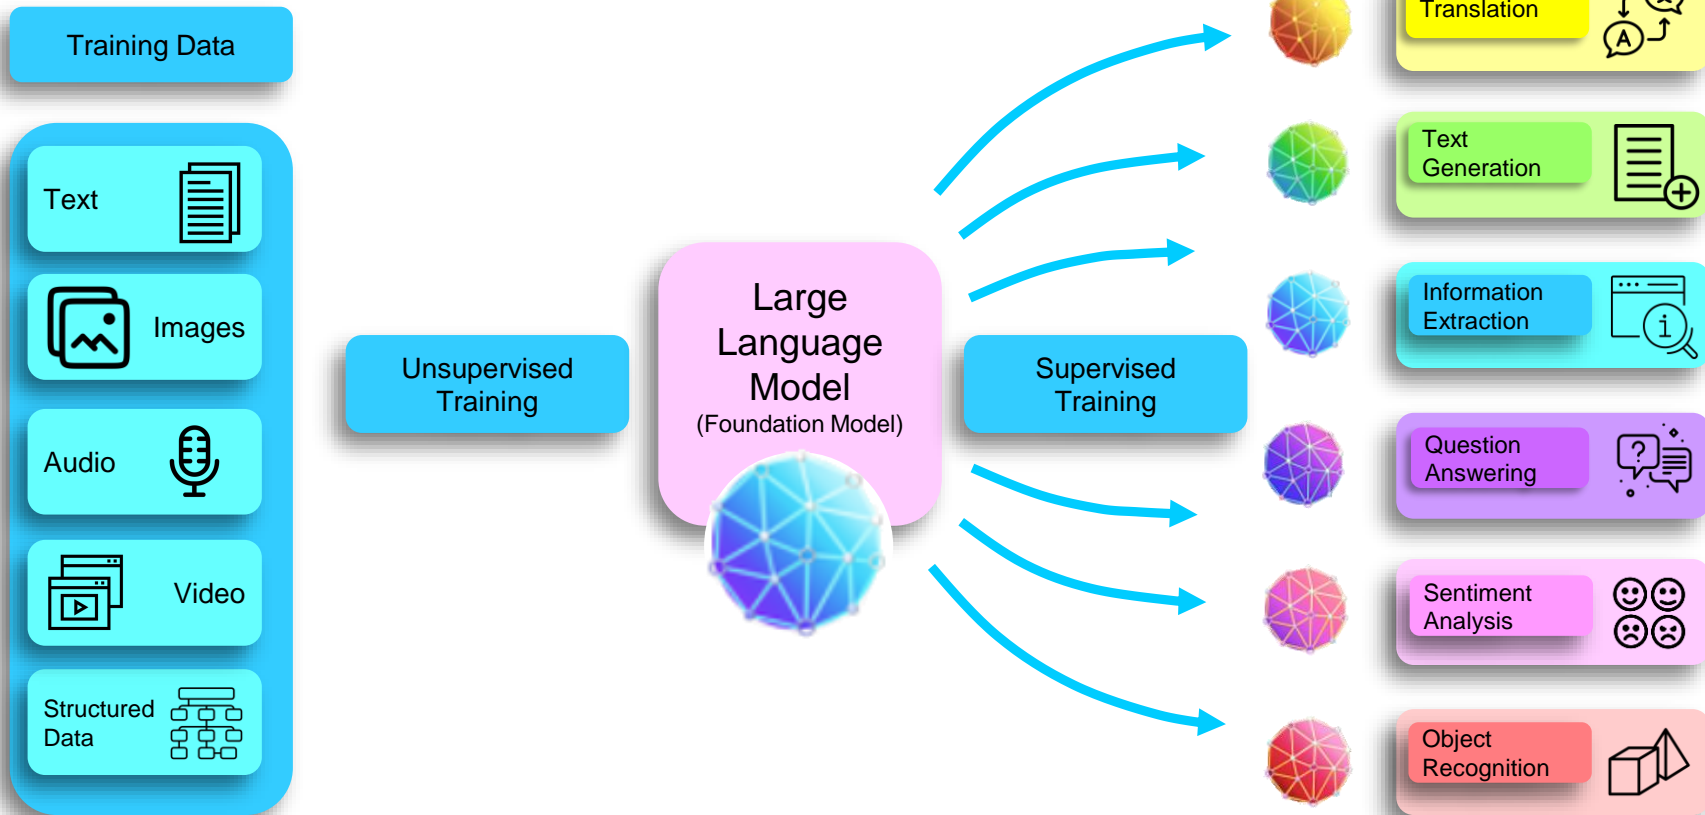 Training Data
Text
Images
Audio
Video
Structured
Data
Unsupervised
Training
Large
Language
Model
(Foundation Model)
Supervised
Training
Translation
A
Text
Generation
Information
Extraction
i
Question
Answering
?
Sentiment
Analysis
Object
Recognition